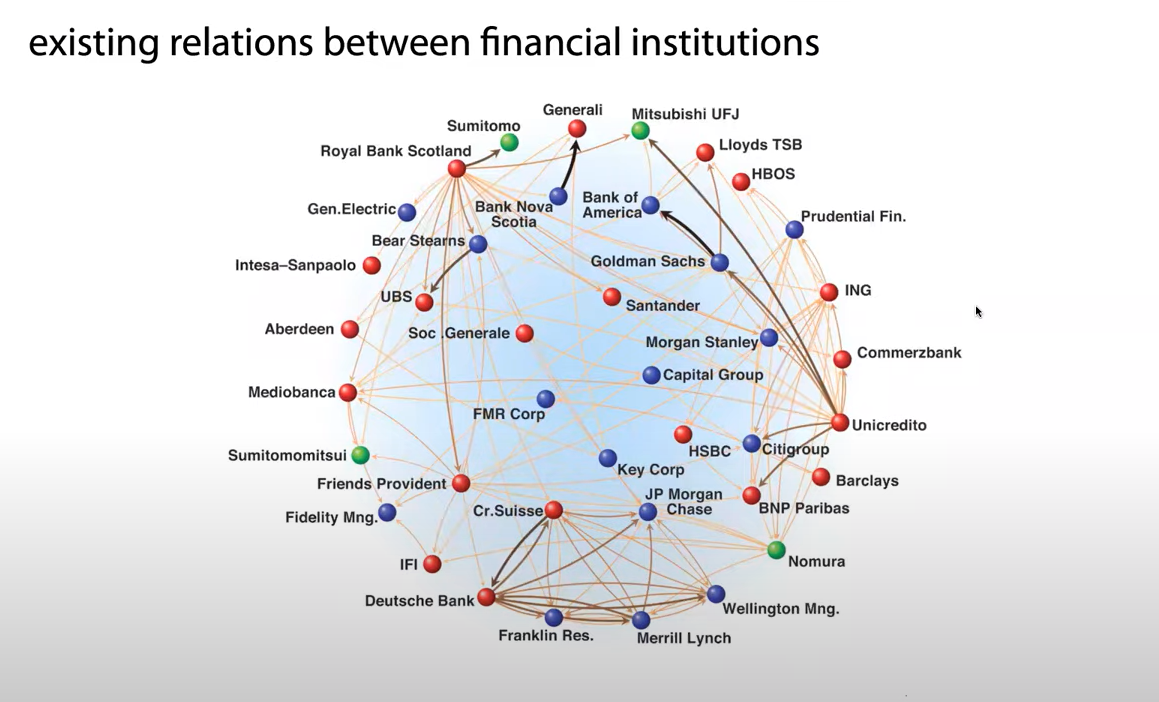 existing relations between financial institutions
Generali
Mitsubishi UFJ
Sumitomo
Lloyds TSB
Royal Bank Scotland
HBOS
Gen.Electric
Bank Nova
Scotia
Bank of
America
Prudential Fin.
Bear Stearns
Goldman Sachs
Intesa–Sanpaolo
ING
UBS
Santander
Aberdeen
Soc .Generale
Morgan Stanley
Commerzbank
Capital Group
Mediobanca
FMR Corp
Unicredito
HSBC
Citigroup
Sumitomomitsui
Key Corp
Friends Provident
Barclays
JP Morgan
Chase
Cr.Suisse
BNP Paribas
Fidelity Mng.
IFI
Nomura
Deutsche Bank
Wellington Mng.
Franklin Res.
Merrill Lynch